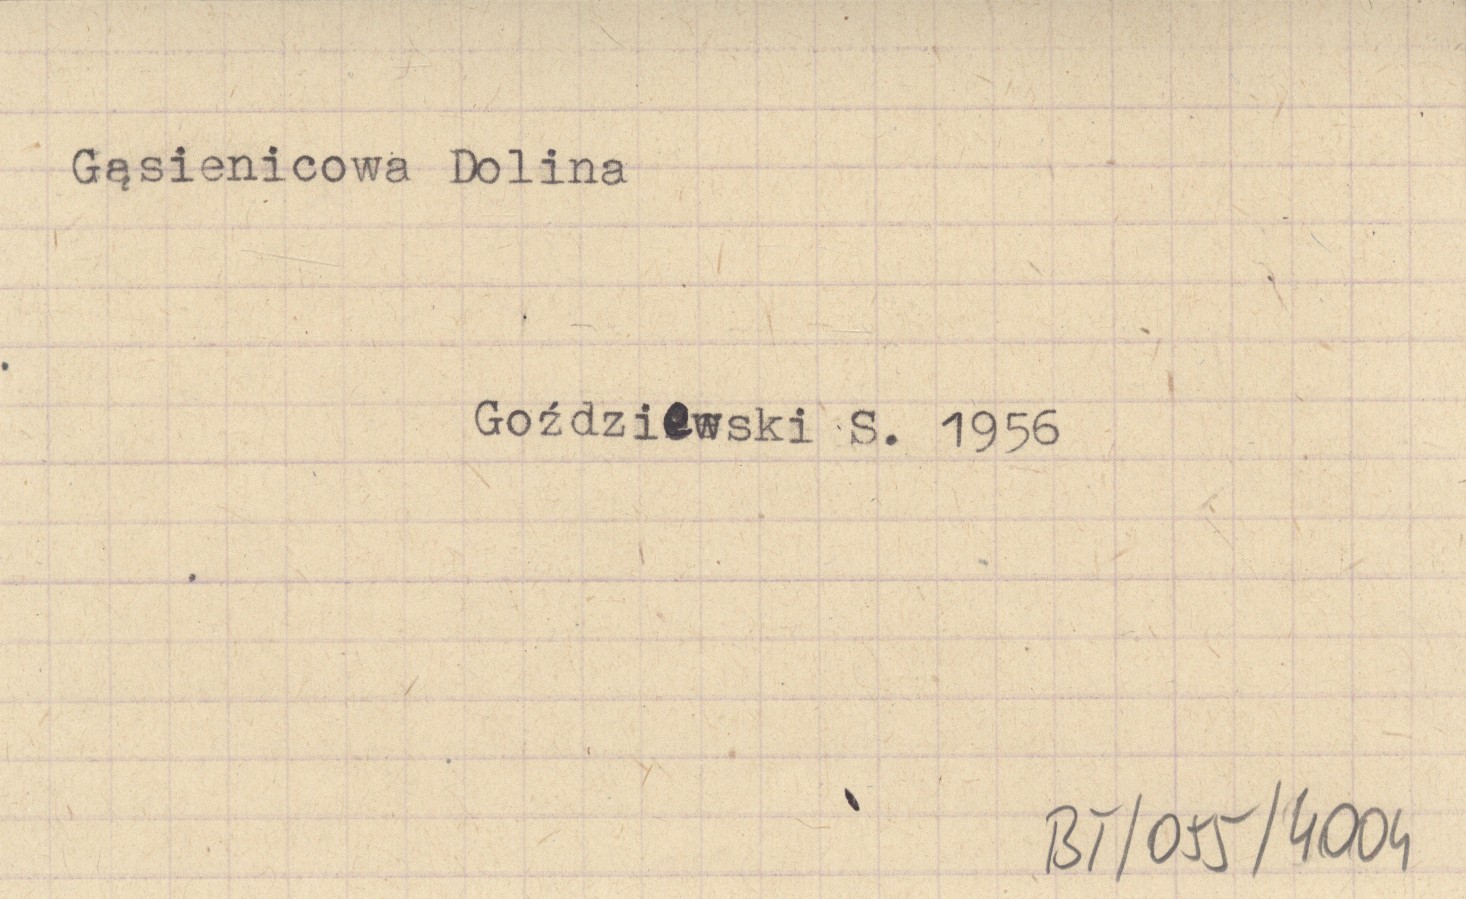 Gąsienicowa Dolina
Goździewski S. 1956
BT/055/4004